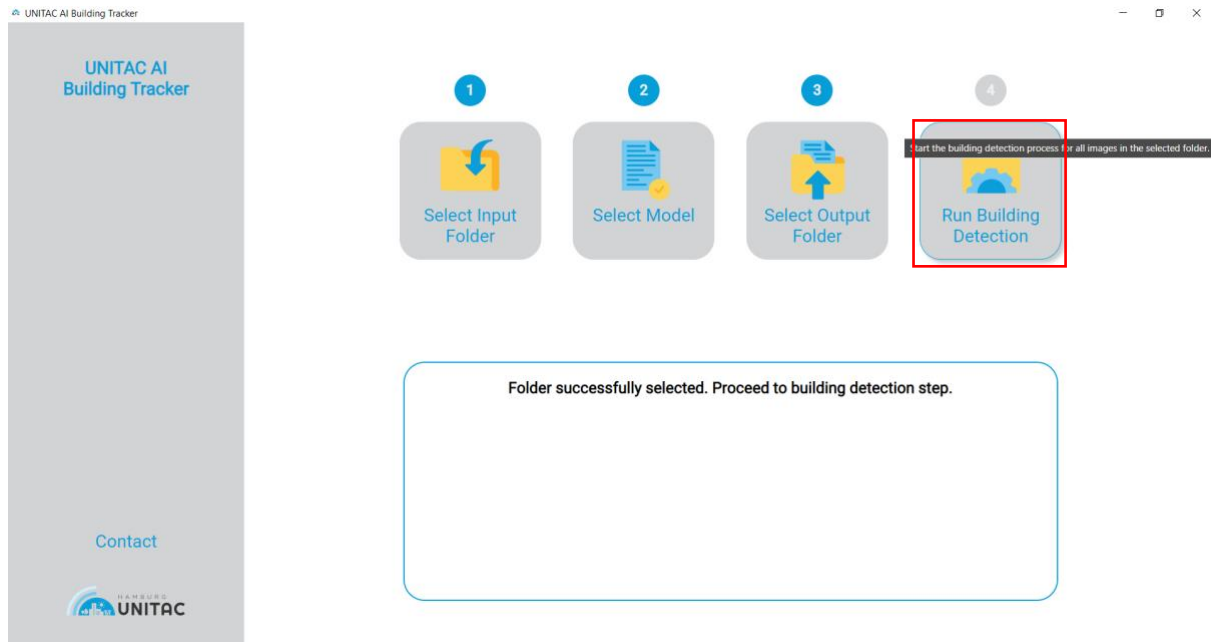 UNITAC AI Building Tracker
UNITAC AI
Building Tracker
1
2
3
4
Start the building detection process for all images in the selected folder.
Select Input
Folder
Select Model
Select Output
Folder
Run Building
Detection
Folder successfully selected. Proceed to building detection step.
Contact
HAMBURG
UNITAC